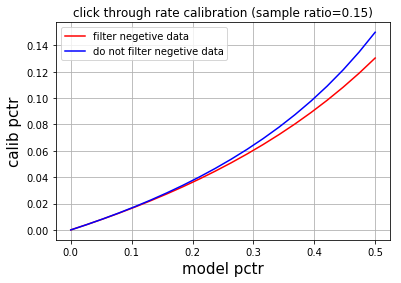 click through rate calibration (sample ratio=0.15)
filter negetive data
do not filter negetive data
calib pctr
0.14
0.12
0.10
0.08
0.06
0.04
0.02
0.00
0.0 0.1 0.2 0.3 0.4 0.5
model pctr